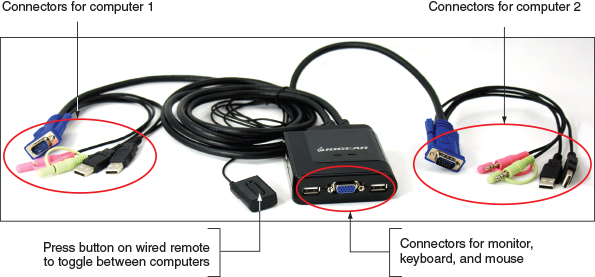 Connectors for computer 1
Connectors for computer 2
IOGEAR
Press button on wired remote
to toggle between computers
Connectors for monitor,
keyboard, and mouse